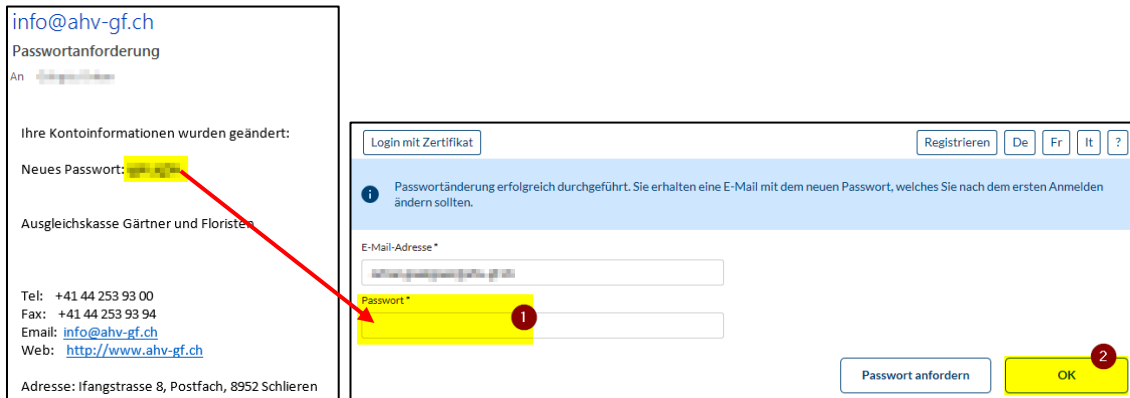 info@ahv-gf.ch
Passwortanforderung
An
Ihre Kontoinformationen wurden geändert:
Neues Passwort:
Ausgleichskasse Gärtner und Floristen
Tel: +41 44 253 93 00
Fax: +41 44 253 93 94
Email: info@ahv-gf.ch
Web: http://www.ahv-gf.ch
Adresse: Ifangstrasse 8, Postfach, 8952 Schlieren
Login mit Zertifikat
Registrieren De Fr It ?
Passwortänderung erfolgreich durchgeführt. Sie erhalten eine E-Mail mit dem neuen Passwort, welches Sie nach dem ersten Anmelden
ändern sollten.
E-Mail-Adresse *
Passwort *
1
2
Passwort anfordern OK